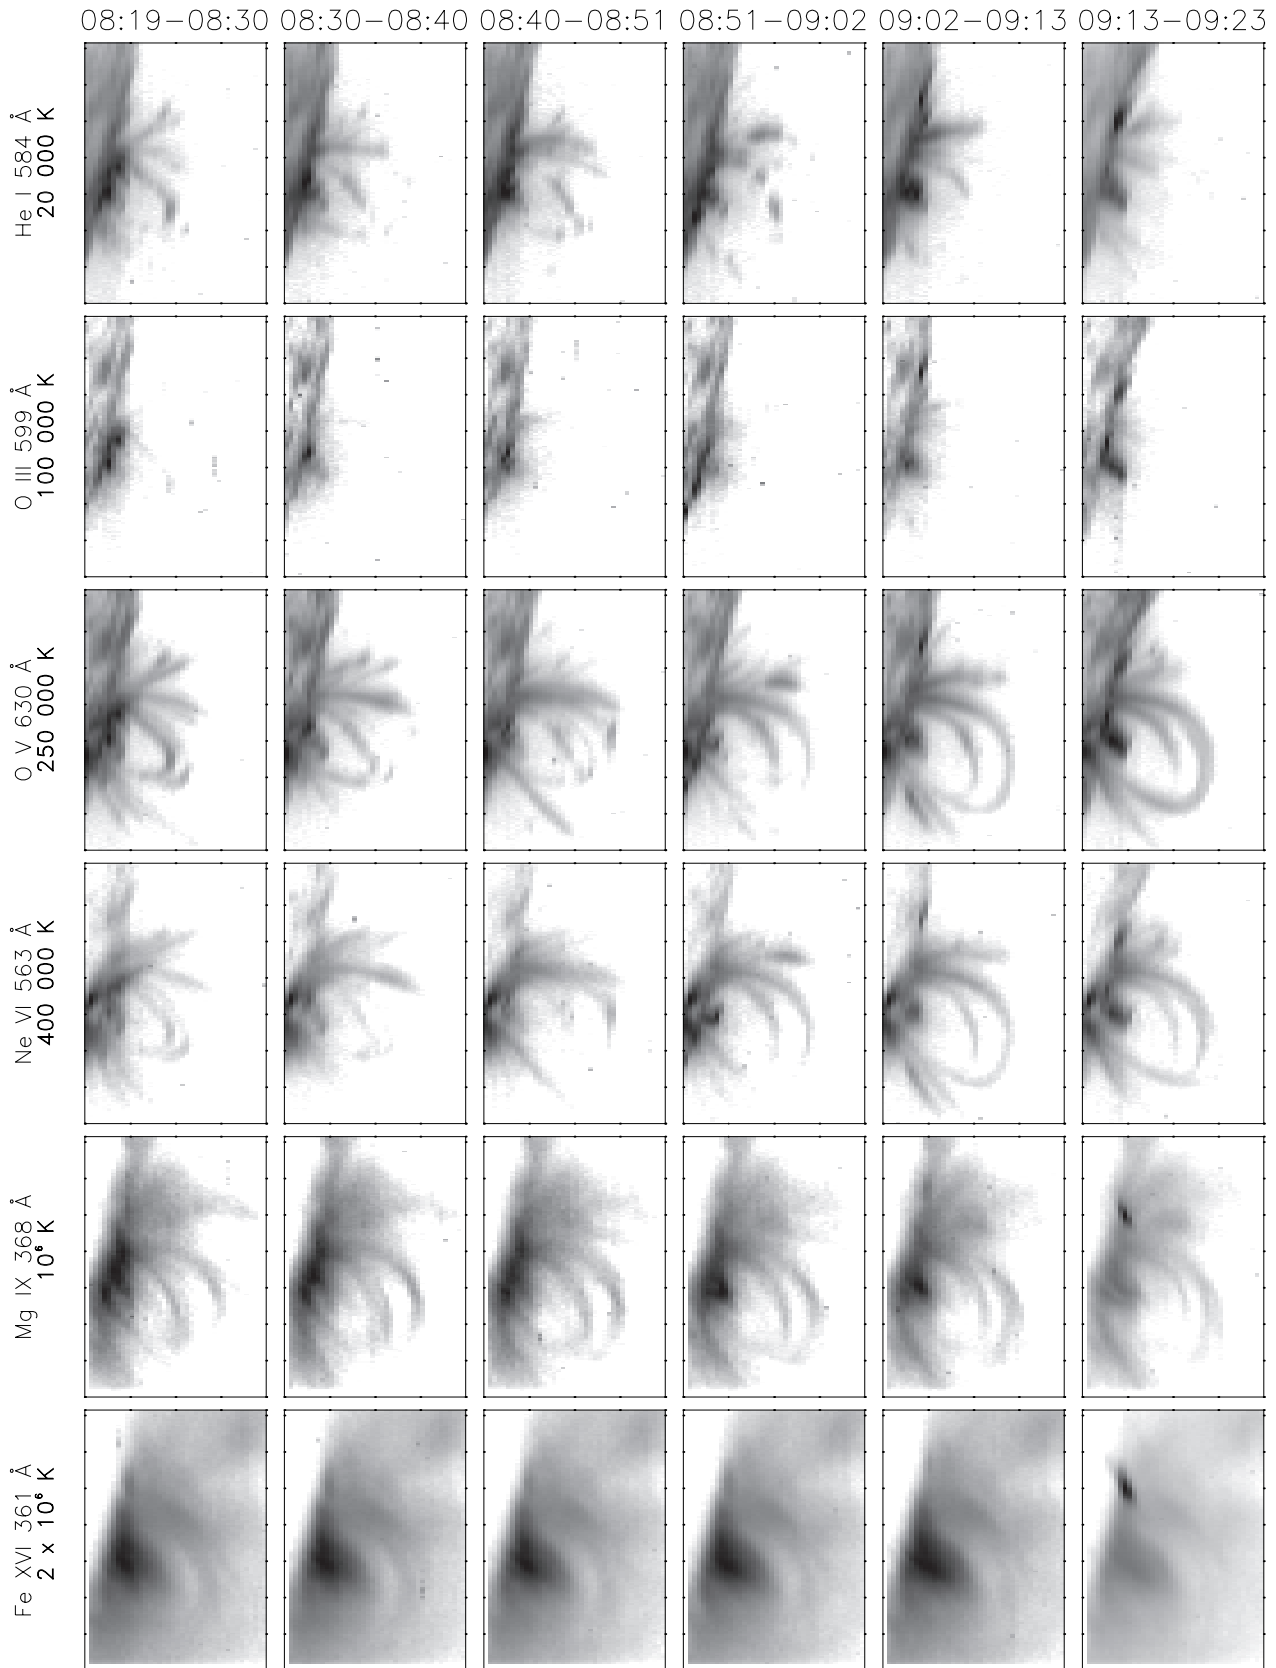 08:19-08:30 08:30-08:40 08:40-08:51 08:51-09:02 09:02-09:13 09:13-09:23
He I 584 Å
20 000 K
O III 599 Å
100 000 K
O V 630 Å
250 000 K
Ne VI 563 Å
400 000 K
Mg IX 368 Å
10⁶ K
Fe XVI 361 Å
2 x 10⁶ K